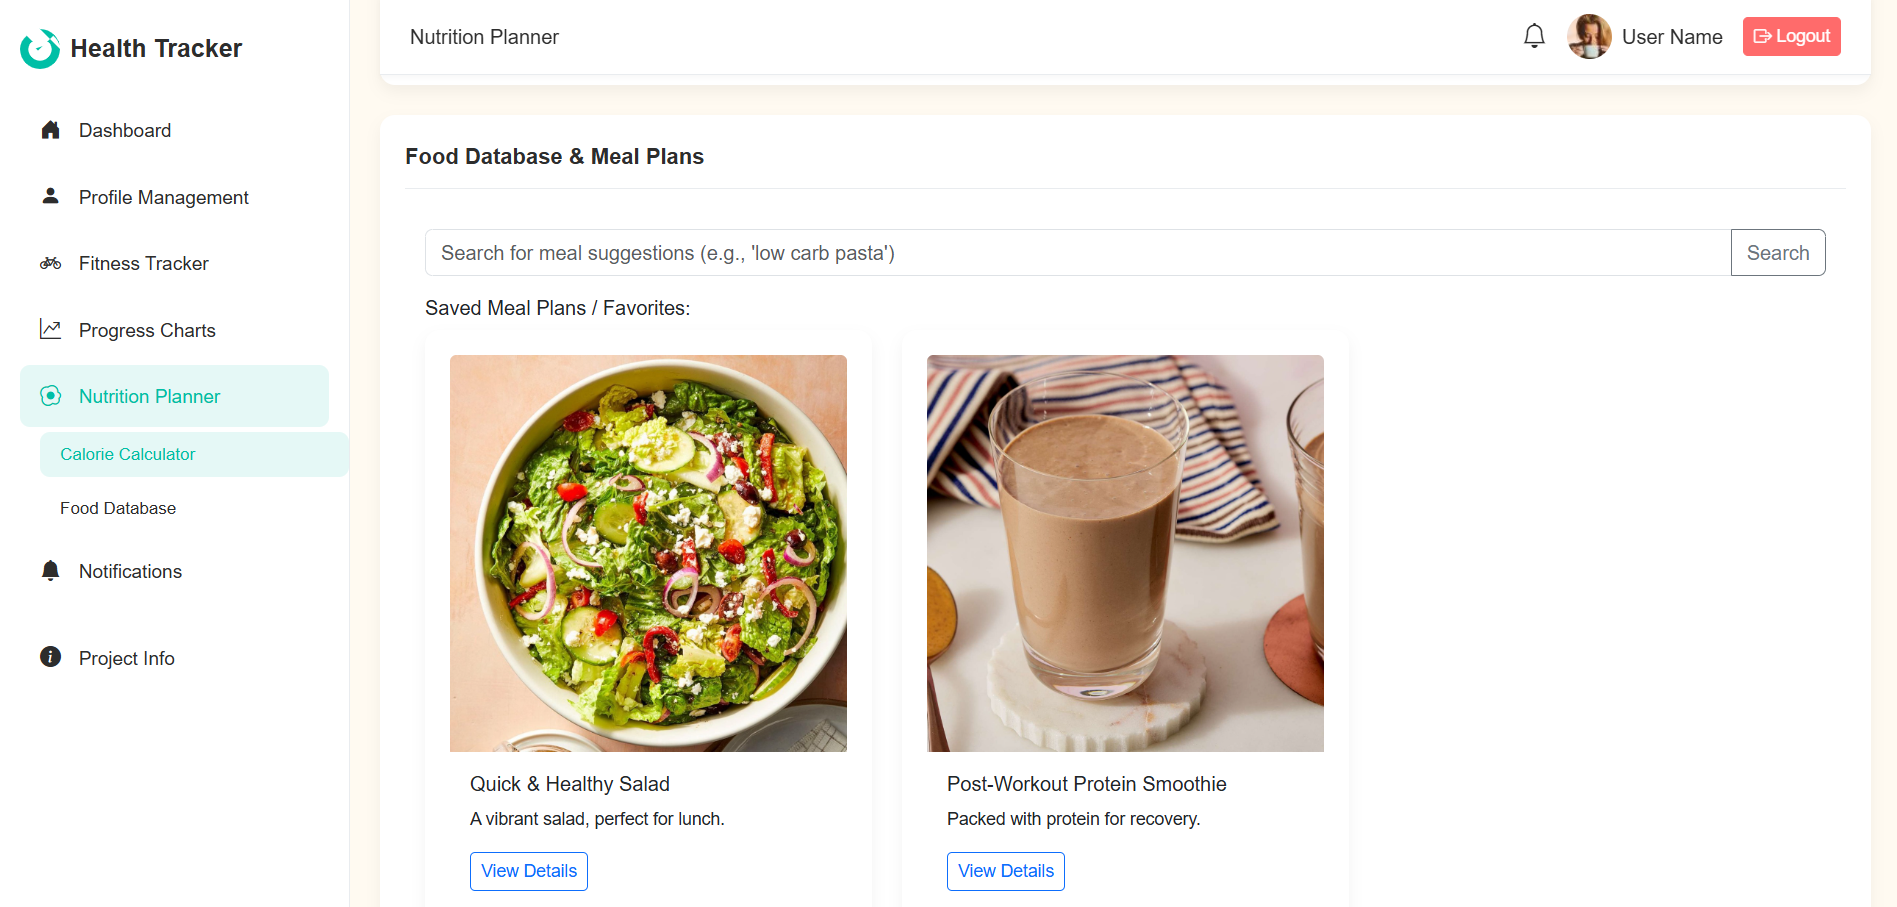 Health Tracker
Dashboard
Profile Management
Fitness Tracker
Progress Charts
Nutrition Planner
Calorie Calculator
Food Database
Notifications
Project Info
Nutrition Planner
User Name
Logout
Food Database & Meal Plans
Search for meal suggestions (e.g., 'low carb pasta')
Search
Saved Meal Plans / Favorites:
Quick & Healthy Salad
A vibrant salad, perfect for lunch.
View Details
Post-Workout Protein Smoothie
Packed with protein for recovery.
View Details